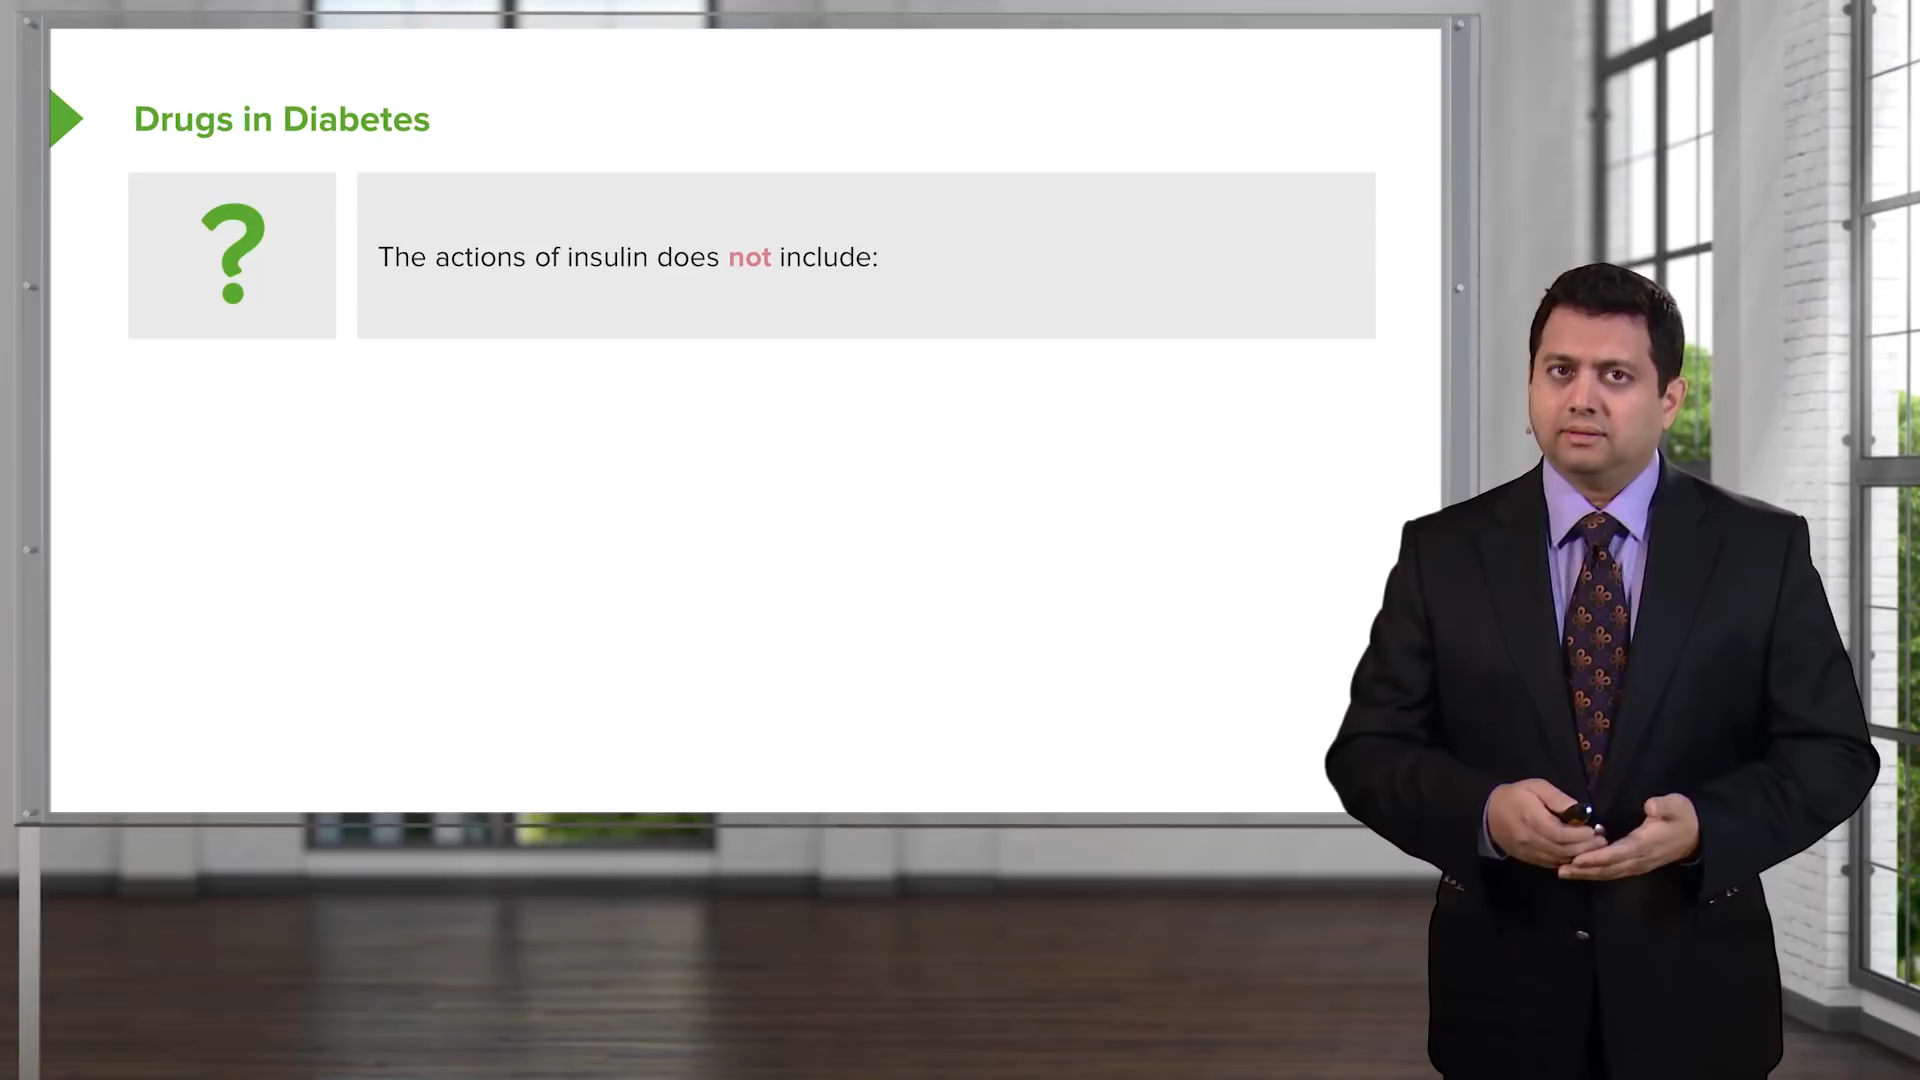 Drugs in Diabetes
?
The actions of insulin does not include: